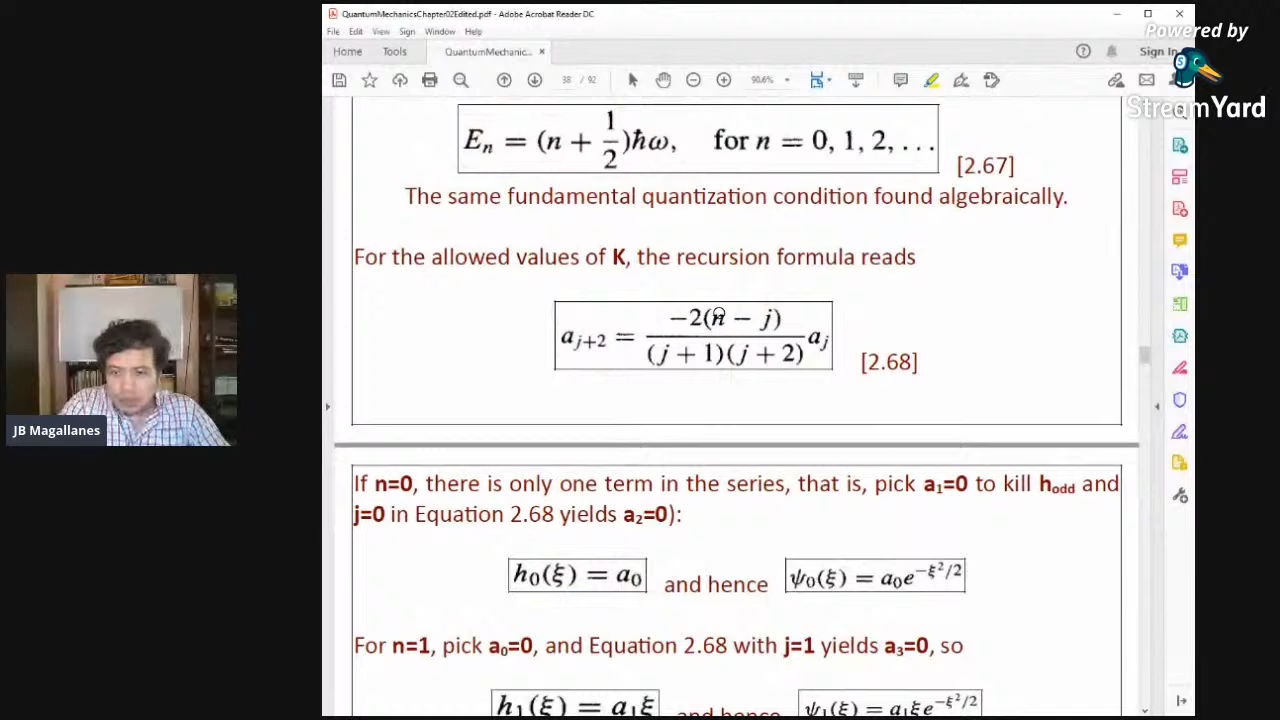 QuantumMechanicsChapter02Edited.pdf - Adobe Acrobat Reader DC
File Edit View Sign Window Help
Home Tools QuantumMechanic... × Sign In
38 / 92 90.6%
Powered by
StreamYard
E_n = (n + 1/2)ħω, for n = 0, 1, 2, . . .
[2.67]
The same fundamental quantization condition found algebraically.
For the allowed values of K, the recursion formula reads
a_{j+2} = −2(n − j) / (j + 1)(j + 2) a_j
[2.68]
JB Magallanes
If n=0, there is only one term in the series, that is, pick a₁=0 to kill h_odd and
j=0 in Equation 2.68 yields a₂=0):
h₀(ξ) = a₀ and hence ψ₀(ξ) = a₀e^{−ξ²/2}
For n=1, pick a₀=0, and Equation 2.68 with j=1 yields a₃=0, so
h₁(ξ) = a₁ξ and hence ψ₁(ξ) = a₁ξe^{−ξ²/2}